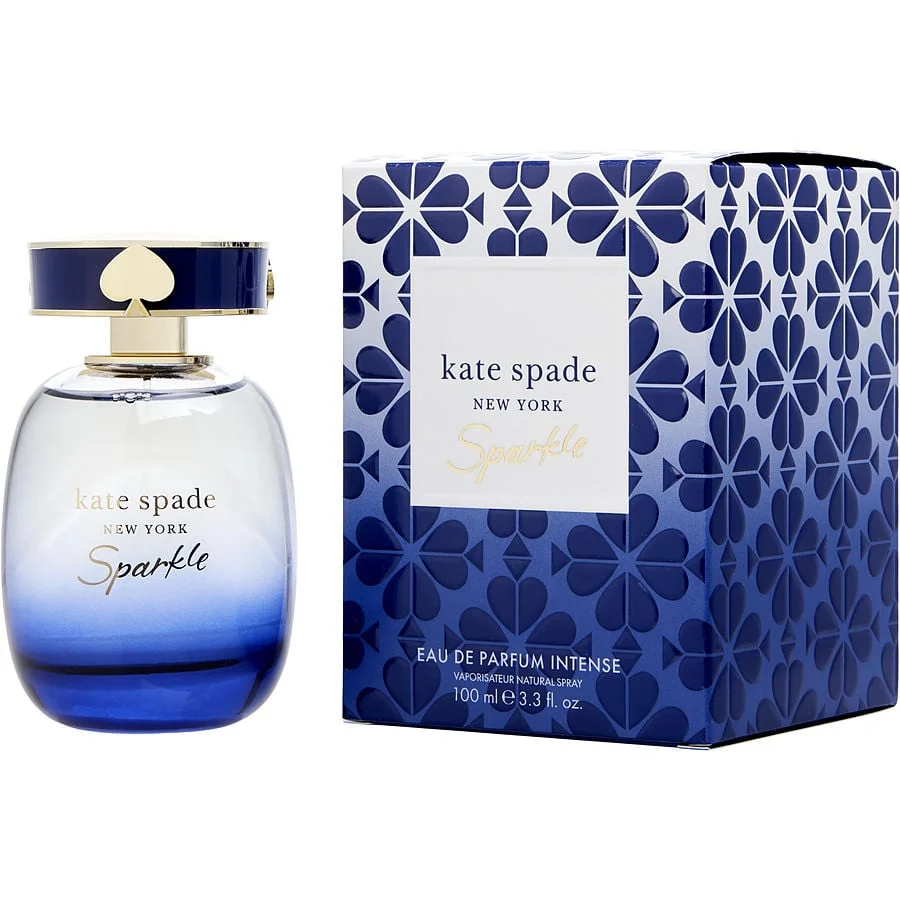 kate spade
NEW YORK
Sparkle
kate spade
NEW YORK
Sparkle
EAU DE PARFUM INTENSE
VAPORISATEUR NATURAL SPRAY
100 ml ℮ 3.3 fl. oz.